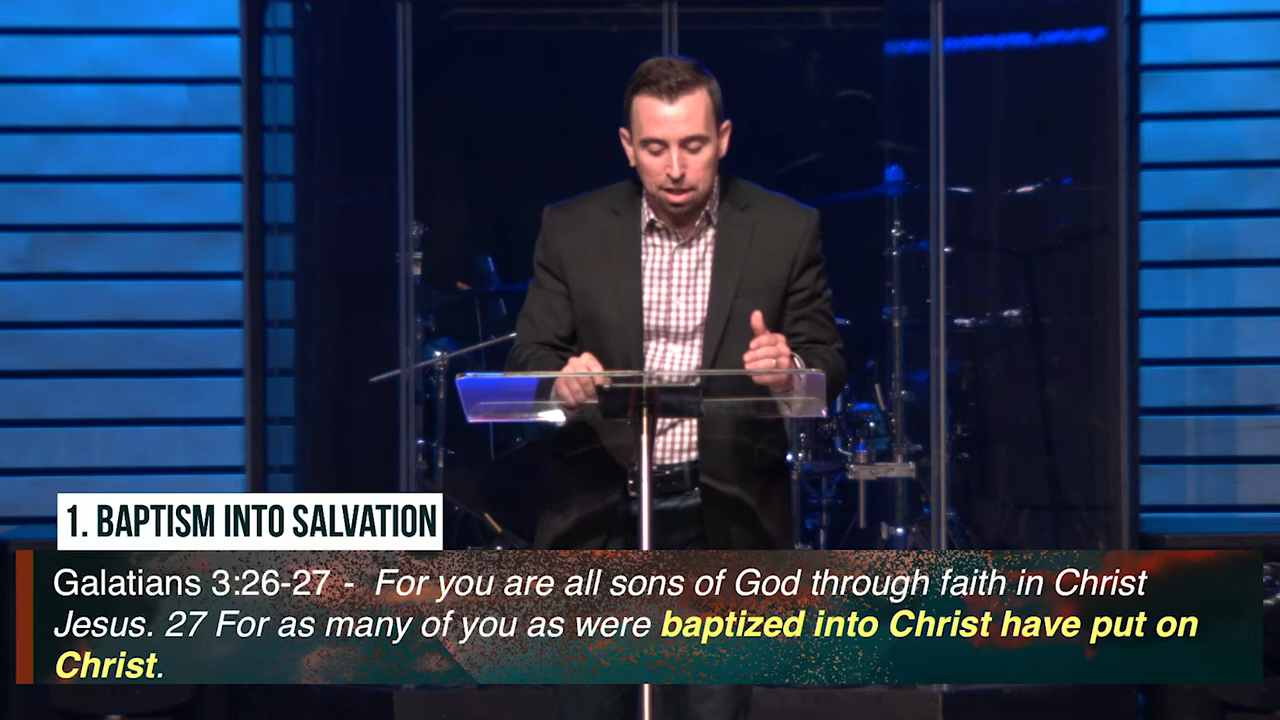 1. BAPTISM INTO SALVATION
Galatians 3:26-27 - For you are all sons of God through faith in Christ
Jesus. 27 For as many of you as were baptized into Christ have put on
Christ.